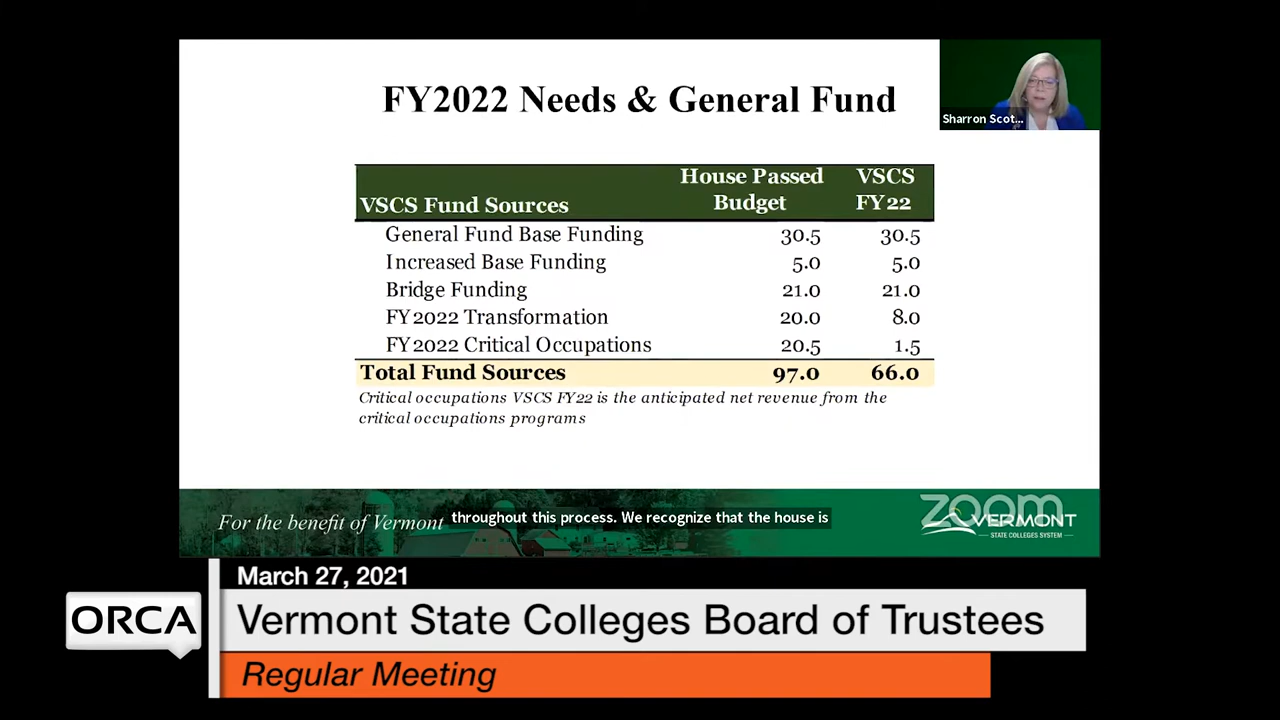 FY2022 Needs & General Fund
Sharron Scot...
VSCS Fund Sources House Passed Budget VSCS FY22
General Fund Base Funding 30.5 30.5
Increased Base Funding 5.0 5.0
Bridge Funding 21.0 21.0
FY2022 Transformation 20.0 8.0
FY2022 Critical Occupations 20.5 1.5
Total Fund Sources 97.0 66.0
Critical occupations VSCS FY22 is the anticipated net revenue from the
critical occupations programs
For the benefit of Vermont
throughout this process. We recognize that the house is
zoom
VERMONT
STATE COLLEGES SYSTEM
March 27, 2021
ORCA
Vermont State Colleges Board of Trustees
Regular Meeting